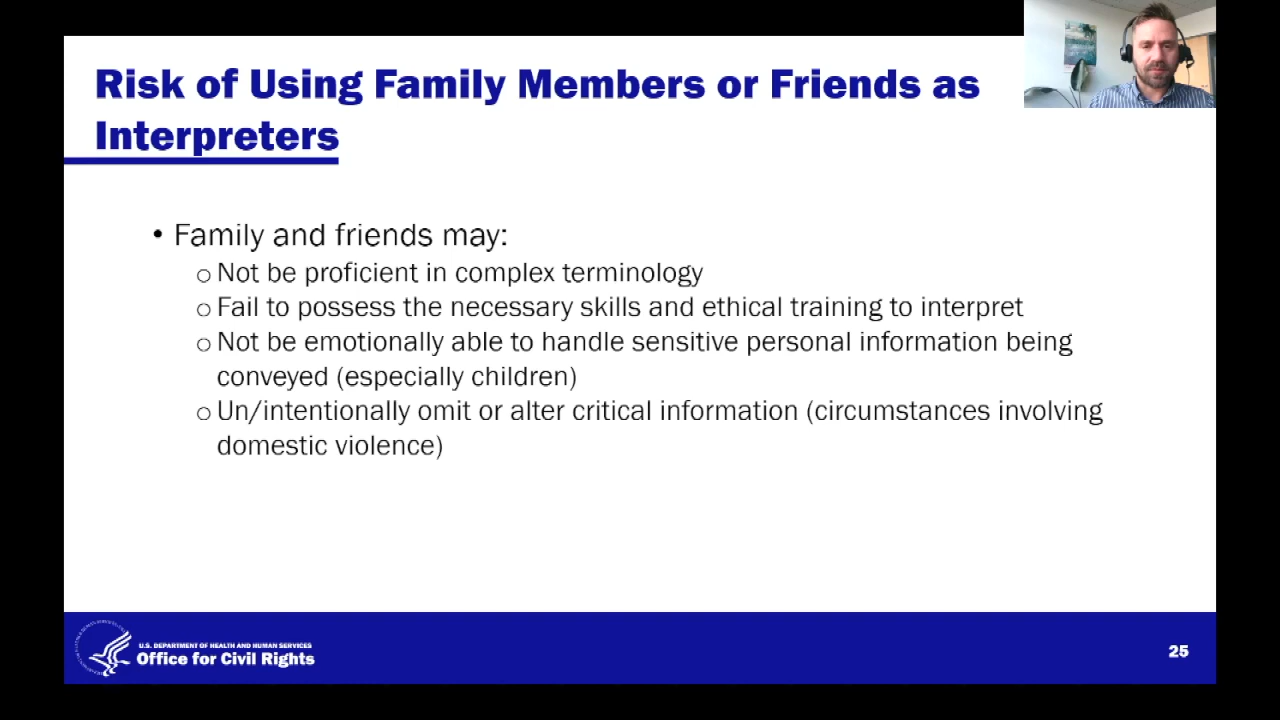 Risk of Using Family Members or Friends as
Interpreters
• Family and friends may:
o Not be proficient in complex terminology
o Fail to possess the necessary skills and ethical training to interpret
o Not be emotionally able to handle sensitive personal information being
conveyed (especially children)
o Un/intentionally omit or alter critical information (circumstances involving
domestic violence)
U.S. DEPARTMENT OF HEALTH AND HUMAN SERVICES
Office for Civil Rights
25